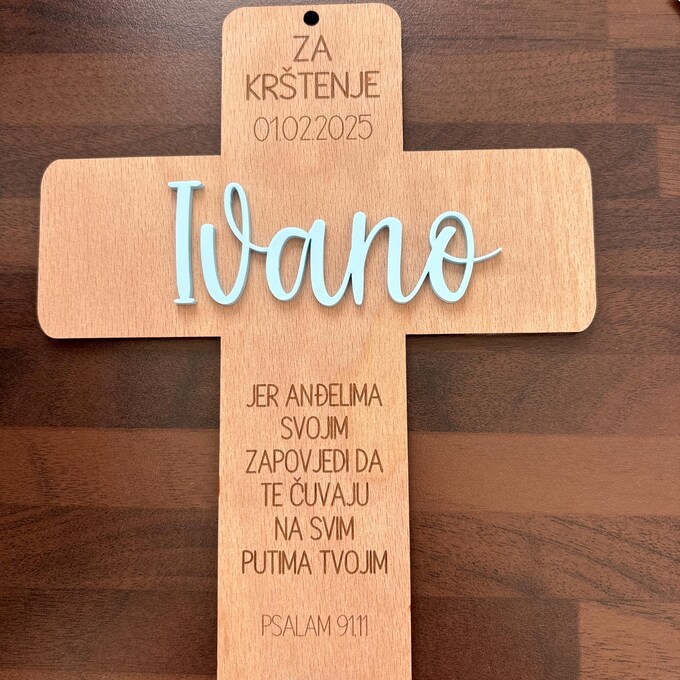 ZA
KRŠTENJE
01.02.2025
Ivano
JER ANĐELIMA
SVOJIM
ZAPOVJEDI DA
TE ČUVAJU
NA SVIM
PUTIMA TVOJIM
PSALAM 91,11